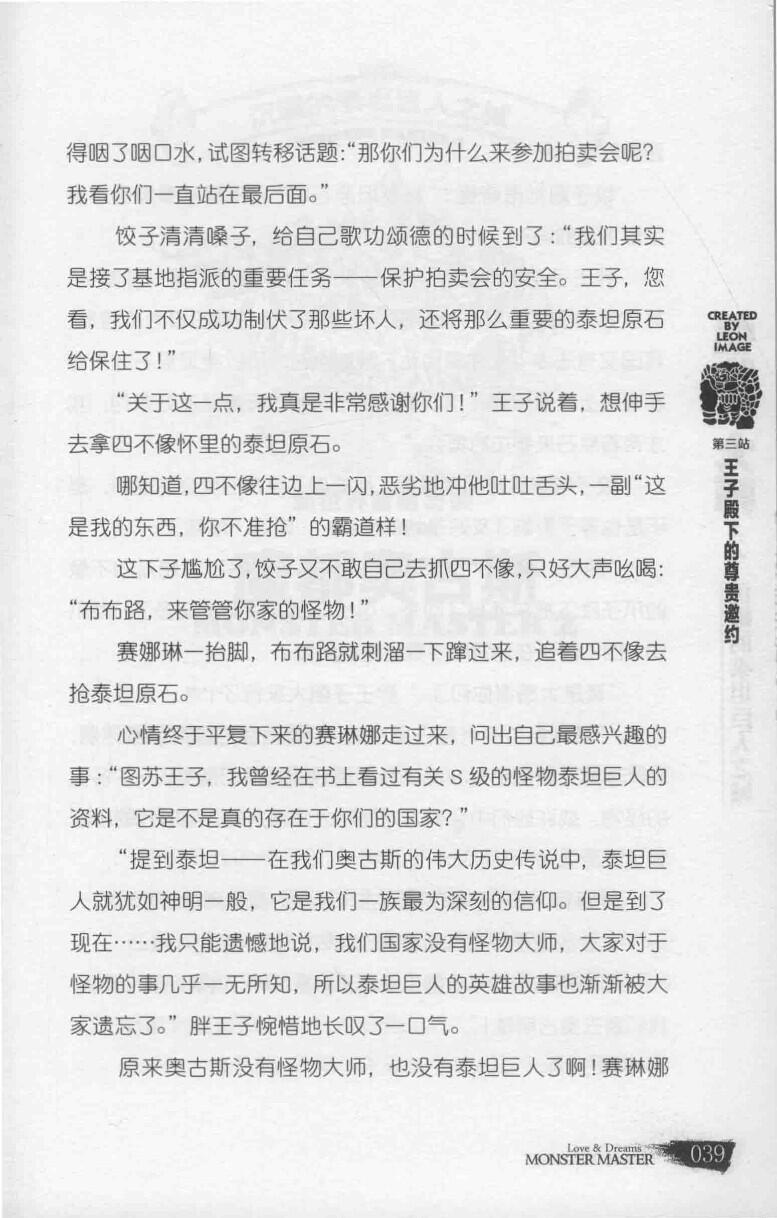 得咽了咽口水，试图转移话题：“那你们为什么来参加拍卖会呢？
我看你们一直站在最后面。”
饺子清清嗓子，给自己歌功颂德的时候到了：“我们其实
是接了基地指派的重要任务——保护拍卖会的安全。王子，您
看，我们不仅成功制伏了那些坏人，还将那么重要的泰坦原石
给保住了！”
“关于这一点，我真是非常感谢你们！”王子说着，想伸手
去拿四不像怀里的泰坦原石。
哪知道，四不像往边上一闪，恶劣地冲他吐吐舌头，一副“这
是我的东西，你不准抢”的霸道样！
这下子尴尬了，饺子又不敢自己去抓四不像，只好大声吆喝：
“布布路，来管管你家的怪物！”
赛娜琳一抬脚，布布路就刺溜一下蹿过来，追着四不像去
抢泰坦原石。
心情终于平复下来的赛琳娜走过来，问出自己最感兴趣的
事：“图苏王子，我曾经在书上看过有关S级的怪物泰坦巨人的
资料，它是不是真的存在于你们的国家？”
“提到泰坦——在我们奥古斯的伟大历史传说中，泰坦巨
人就犹如神明一般，它是我们一族最为深刻的信仰。但是到了
现在……我只能遗憾地说，我们国家没有怪物大师，大家对于
怪物的事几乎一无所知，所以泰坦巨人的英雄故事也渐渐被大
家遗忘了。”胖王子惋惜地长叹了一口气。
原来奥古斯没有怪物大师，也没有泰坦巨人了啊！赛琳娜
CREATED
BY
LEON
IMAGE
第三站
王子殿下的尊贵邀约
Love & Dreams
MONSTER MASTER
039